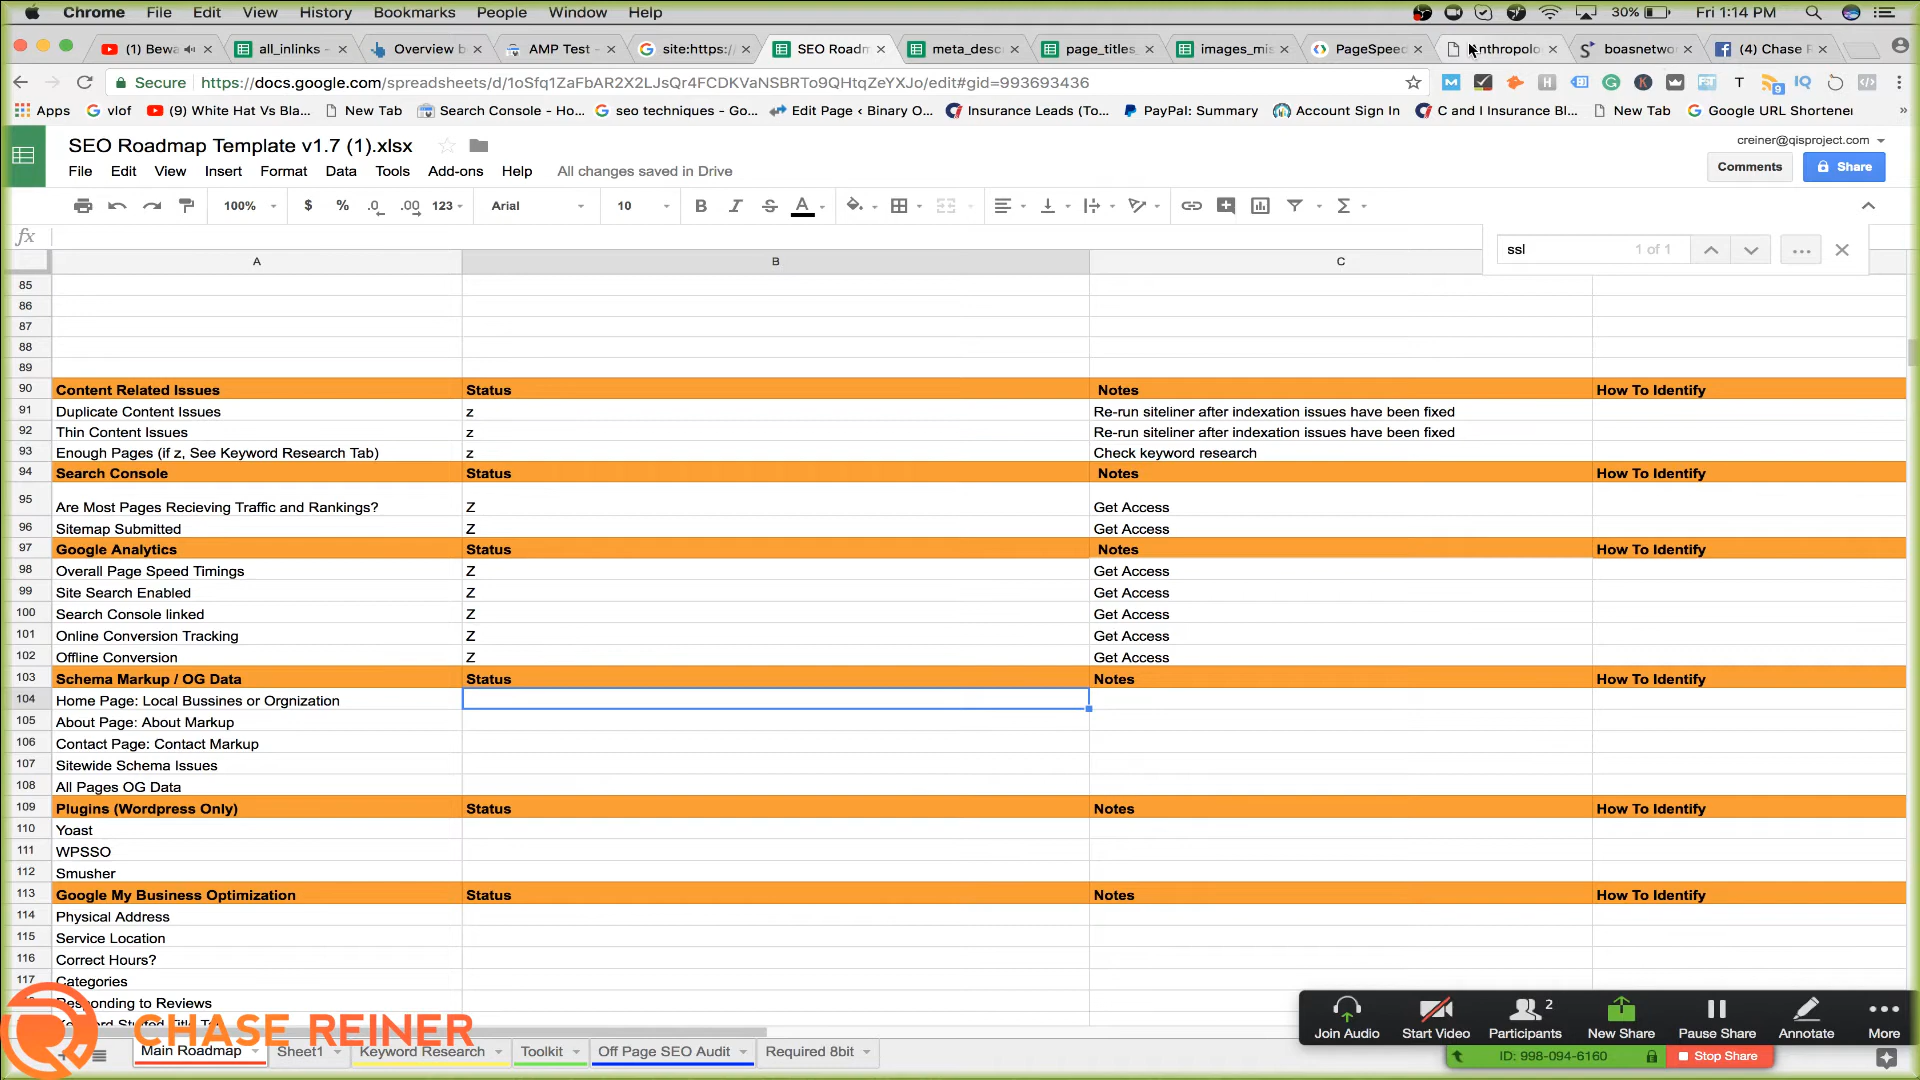 Chrome File Edit View History Bookmarks People Window Help 30% Fri 1:14 PM
(1) Bewa all_inlinks Overview b AMP Test - site:https:/ SEO Roadm meta_desc page_titles_ images_mis PageSpeed Anthropolo boasnetwo (4) Chase R
Secure https://docs.google.com/spreadsheets/d/1oSfq1ZaFbAR2X2LJsQr4FCDKVaNSBRTo9QHtqZeYXJo/edit#gid=993693436
Apps vlof (9) White Hat Vs Bla... New Tab Search Console - Ho... seo techniques - Go... Edit Page ‹ Binary O... Insurance Leads (To... PayPal: Summary Account Sign In C and I Insurance Bl... New Tab Google URL Shortener »
SEO Roadmap Template v1.7 (1).xlsx
creiner@qisproject.com
File Edit View Insert Format Data Tools Add-ons Help All changes saved in Drive
Comments Share
100% $ % .0 .00 123 Arial 10 B I S A Σ
fx
ssl 1 of 1
A B C
85
86
87
88
89
90 Content Related Issues Status Notes How To Identify
91 Duplicate Content Issues z Re-run siteliner after indexation issues have been fixed
92 Thin Content Issues z Re-run siteliner after indexation issues have been fixed
93 Enough Pages (if z, See Keyword Research Tab) z Check keyword research
94 Search Console Status Notes How To Identify
95 Are Most Pages Recieving Traffic and Rankings? Z Get Access
96 Sitemap Submitted Z Get Access
97 Google Analytics Status Notes How To Identify
98 Overall Page Speed Timings Z Get Access
99 Site Search Enabled Z Get Access
100 Search Console linked Z Get Access
101 Online Conversion Tracking Z Get Access
102 Offline Conversion Z Get Access
103 Schema Markup / OG Data Status Notes How To Identify
104 Home Page: Local Bussines or Orgnization
105 About Page: About Markup
106 Contact Page: Contact Markup
107 Sitewide Schema Issues
108 All Pages OG Data
109 Plugins (Wordpress Only) Status Notes How To Identify
110 Yoast
111 WPSSO
112 Smusher
113 Google My Business Optimization Status Notes How To Identify
114 Physical Address
115 Service Location
116 Correct Hours?
117 Categories
Responding to Reviews
CHASE REINER
Main Roadmap Sheet1 Keyword Research Toolkit Off Page SEO Audit Required 8bit
2
Join Audio Start Video Participants New Share Pause Share Annotate More
ID: 998-094-6160 Stop Share